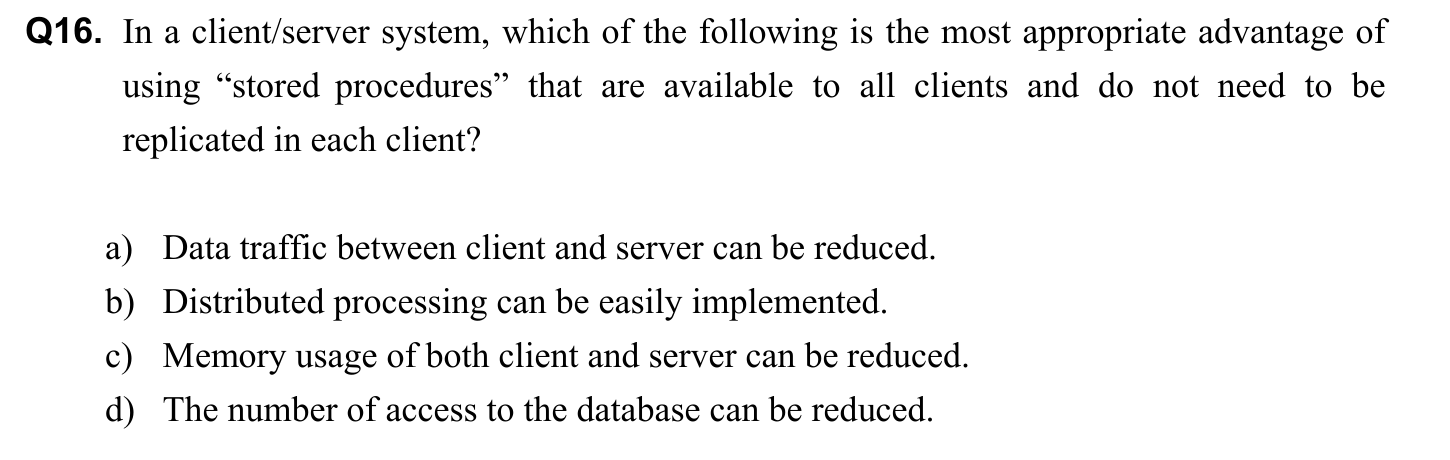 Q16. In a client/server system, which of the following is the most appropriate advantage of
using “stored procedures” that are available to all clients and do not need to be
replicated in each client?
a) Data traffic between client and server can be reduced.
b) Distributed processing can be easily implemented.
c) Memory usage of both client and server can be reduced.
d) The number of access to the database can be reduced.